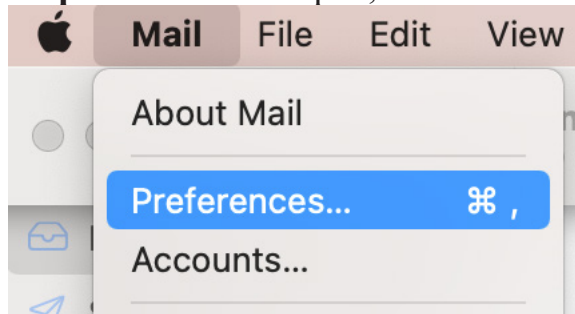 Mail File Edit View
About Mail
Preferences... ⌘ ,
Accounts...